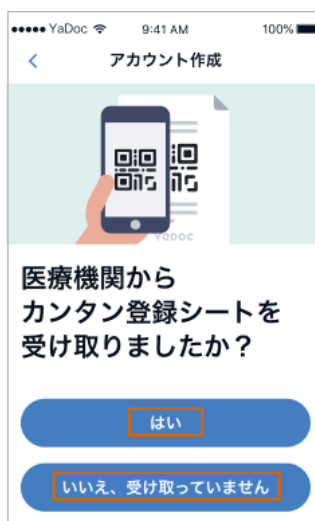 ●●●●● YaDoc 9:41 AM 100%
アカウント作成
YaDOC
医療機関から
カンタン登録シートを
受け取りましたか？
はい
いいえ、受け取っていません